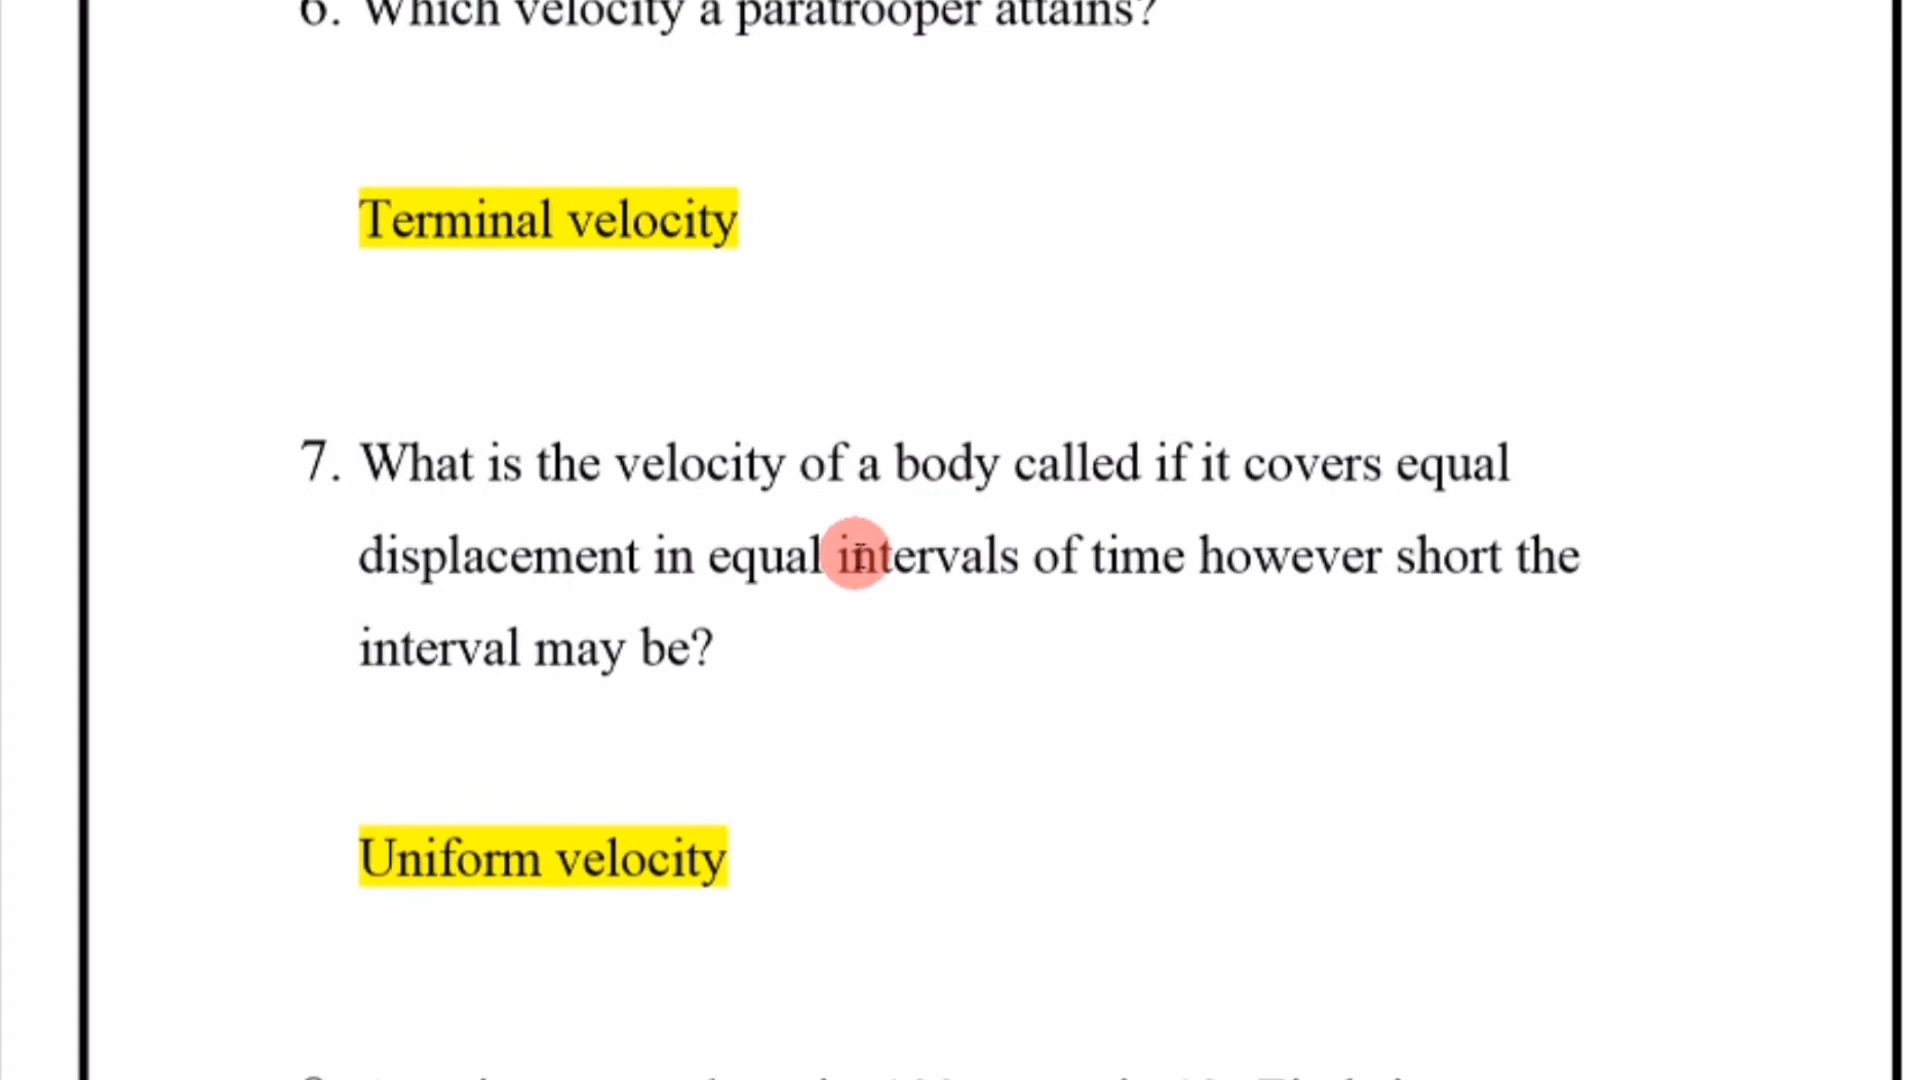 6. Which velocity a paratrooper attains?
Terminal velocity
7. What is the velocity of a body called if it covers equal
displacement in equal intervals of time however short the
interval may be?
Uniform velocity